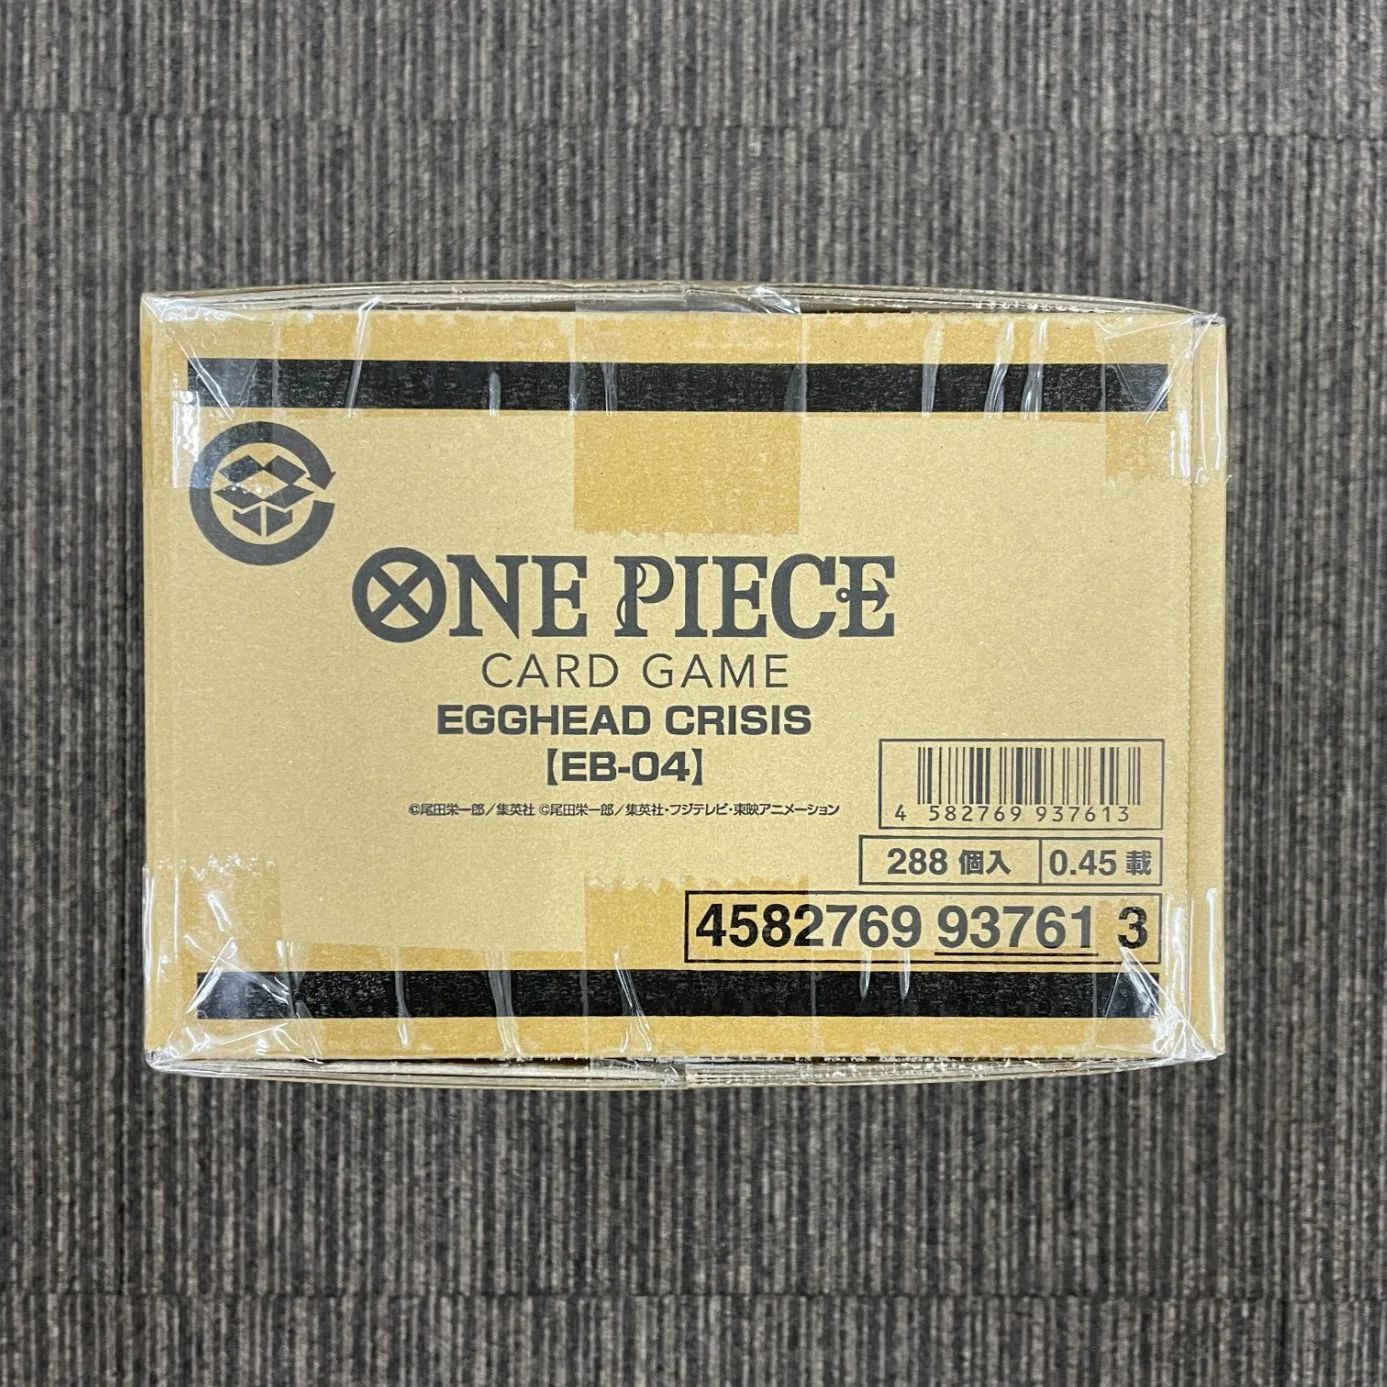 ONE PIECE
CARD GAME
EGGHEAD CRISIS
【EB-04】
©尾田栄一郎／集英社 ©尾田栄一郎／集英社・フジテレビ・東映アニメーション
4 582769 937613
288 個入 0.45 載
4582769 93761 3